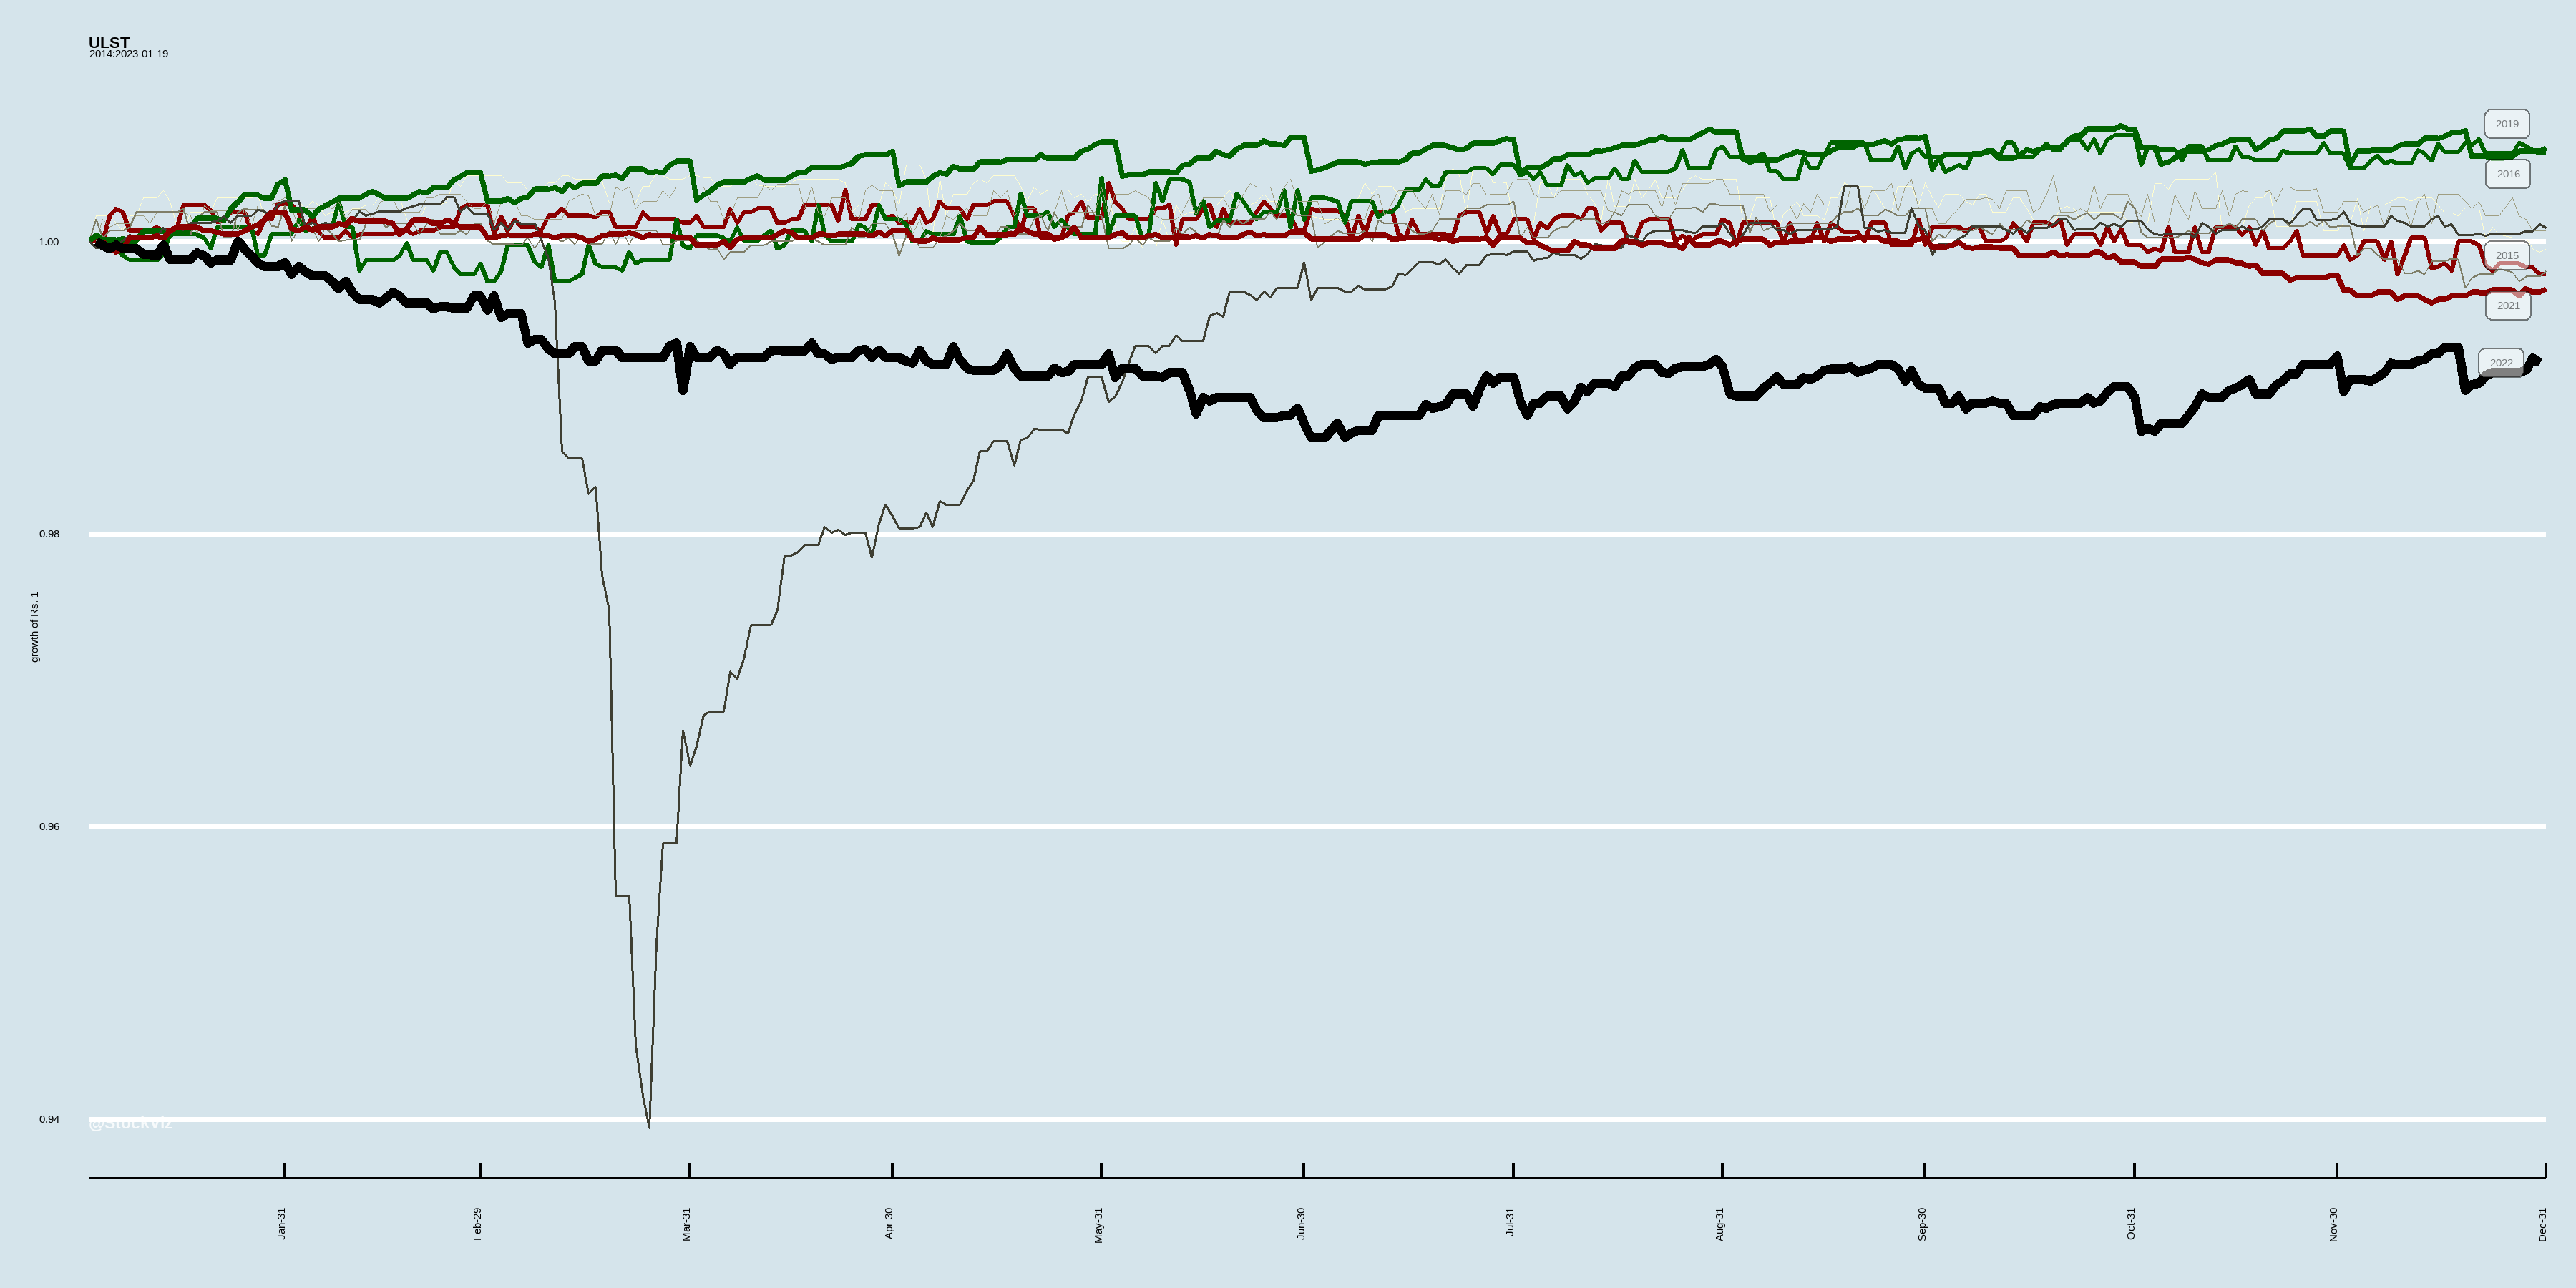 ULST
2014:2023-01-19
2019
2016
1.00
2015
2021
2022
0.98
growth of Rs. 1
0.96
0.94
@StockViz
Jan-31
Feb-29
Mar-31
Apr-30
May-31
Jun-30
Jul-31
Aug-31
Sep-30
Oct-31
Nov-30
Dec-31